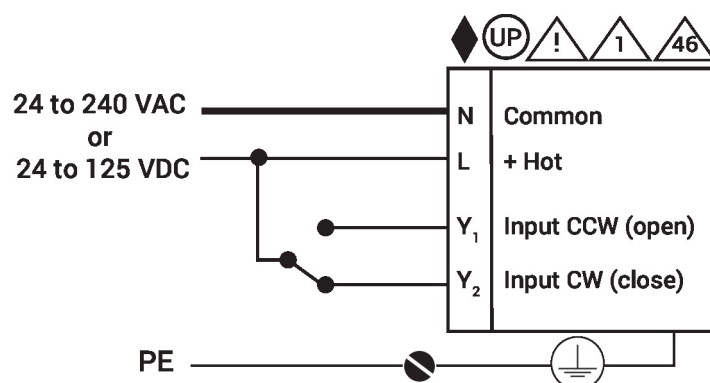 UP ! 1 46
24 to 240 VAC
or
24 to 125 VDC
N Common
L + Hot
Y₁ Input CCW (open)
Y₂ Input CW (close)
PE